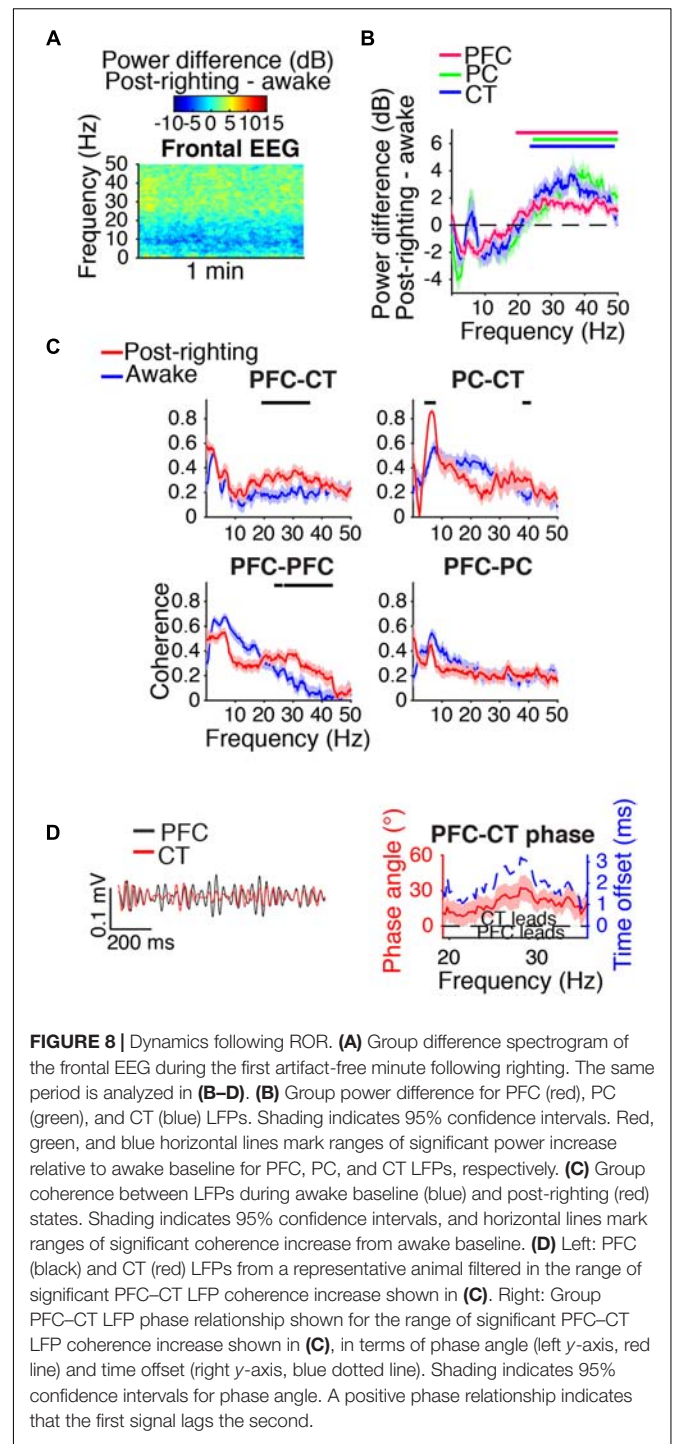 A
Power difference (dB)
Post-righting - awake
-10 -5 0 5 10 15
Frontal EEG
Frequency (Hz)
50
40
30
20
10
0
1 min
B
PFC
PC
CT
Power difference (dB)
Post-righting - awake
6
4
2
0
-2
-4
10 20 30 40 50
Frequency (Hz)
C
Post-righting
Awake
PFC-CT
0.8
0.6
0.4
0.2
0
10 20 30 40 50
PC-CT
0.8
0.6
0.4
0.2
0
10 20 30 40 50
PFC-PFC
Coherence
0.8
0.6
0.4
0.2
0
10 20 30 40 50
Frequency (Hz)
PFC-PC
0.8
0.6
0.4
0.2
0
10 20 30 40 50
D
PFC
CT
0.1 mV
200 ms
PFC-CT phase
Phase angle (°)
60
30
0
CT leads
PFC leads
20 30
Frequency (Hz)
3
2
1
0
Time offset (ms)
FIGURE 8 | Dynamics following ROR. (A) Group difference spectrogram of
the frontal EEG during the first artifact-free minute following righting. The same
period is analyzed in (B–D). (B) Group power difference for PFC (red), PC
(green), and CT (blue) LFPs. Shading indicates 95% confidence intervals. Red,
green, and blue horizontal lines mark ranges of significant power increase
relative to awake baseline for PFC, PC, and CT LFPs, respectively. (C) Group
coherence between LFPs during awake baseline (blue) and post-righting (red)
states. Shading indicates 95% confidence intervals, and horizontal lines mark
ranges of significant coherence increase from awake baseline. (D) Left: PFC
(black) and CT (red) LFPs from a representative animal filtered in the range of
significant PFC–CT LFP coherence increase shown in (C). Right: Group
PFC–CT LFP phase relationship shown for the range of significant PFC–CT
LFP coherence increase shown in (C), in terms of phase angle (left y-axis, red
line) and time offset (right y-axis, blue dotted line). Shading indicates 95%
confidence intervals for phase angle. A positive phase relationship indicates
that the first signal lags the second.